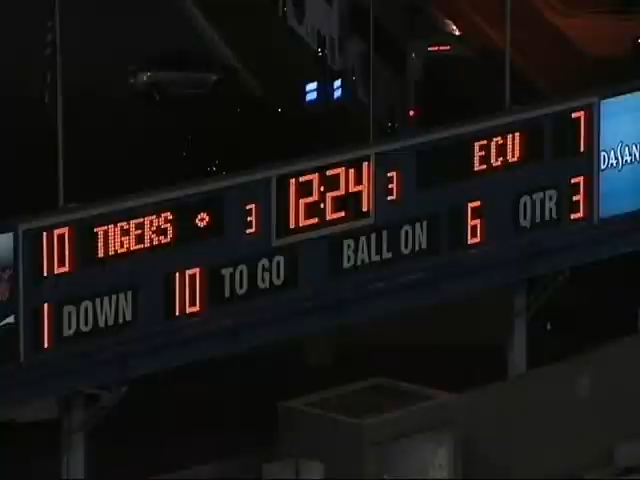 10 TIGERS 3 12:24 3 ECU 7
1 DOWN 10 TO GO BALL ON 6 QTR 3
DASAN